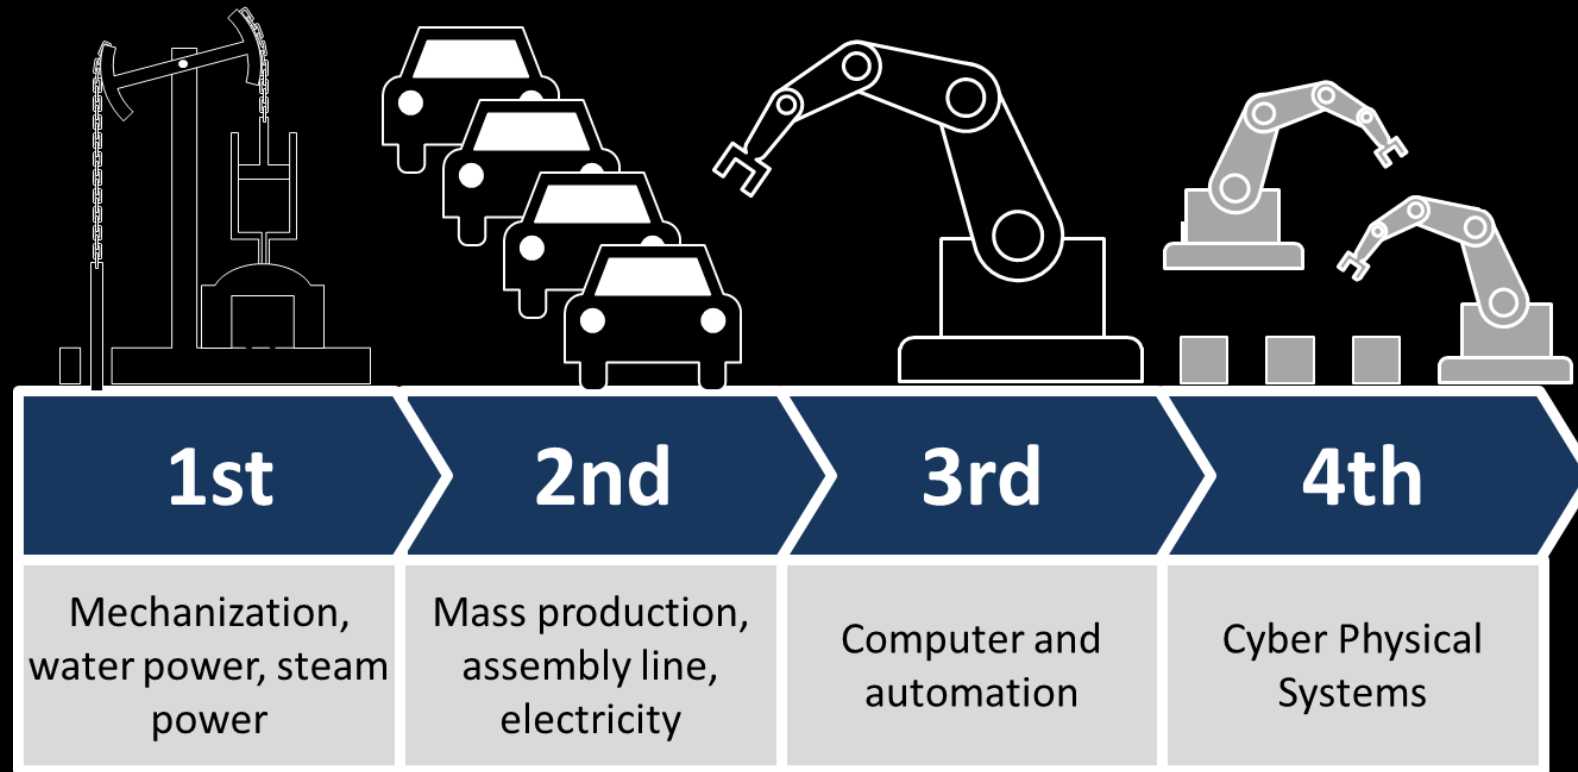 1st
2nd
3rd
4th
Mechanization,
water power, steam
power
Mass production,
assembly line,
electricity
Computer and
automation
Cyber Physical
Systems